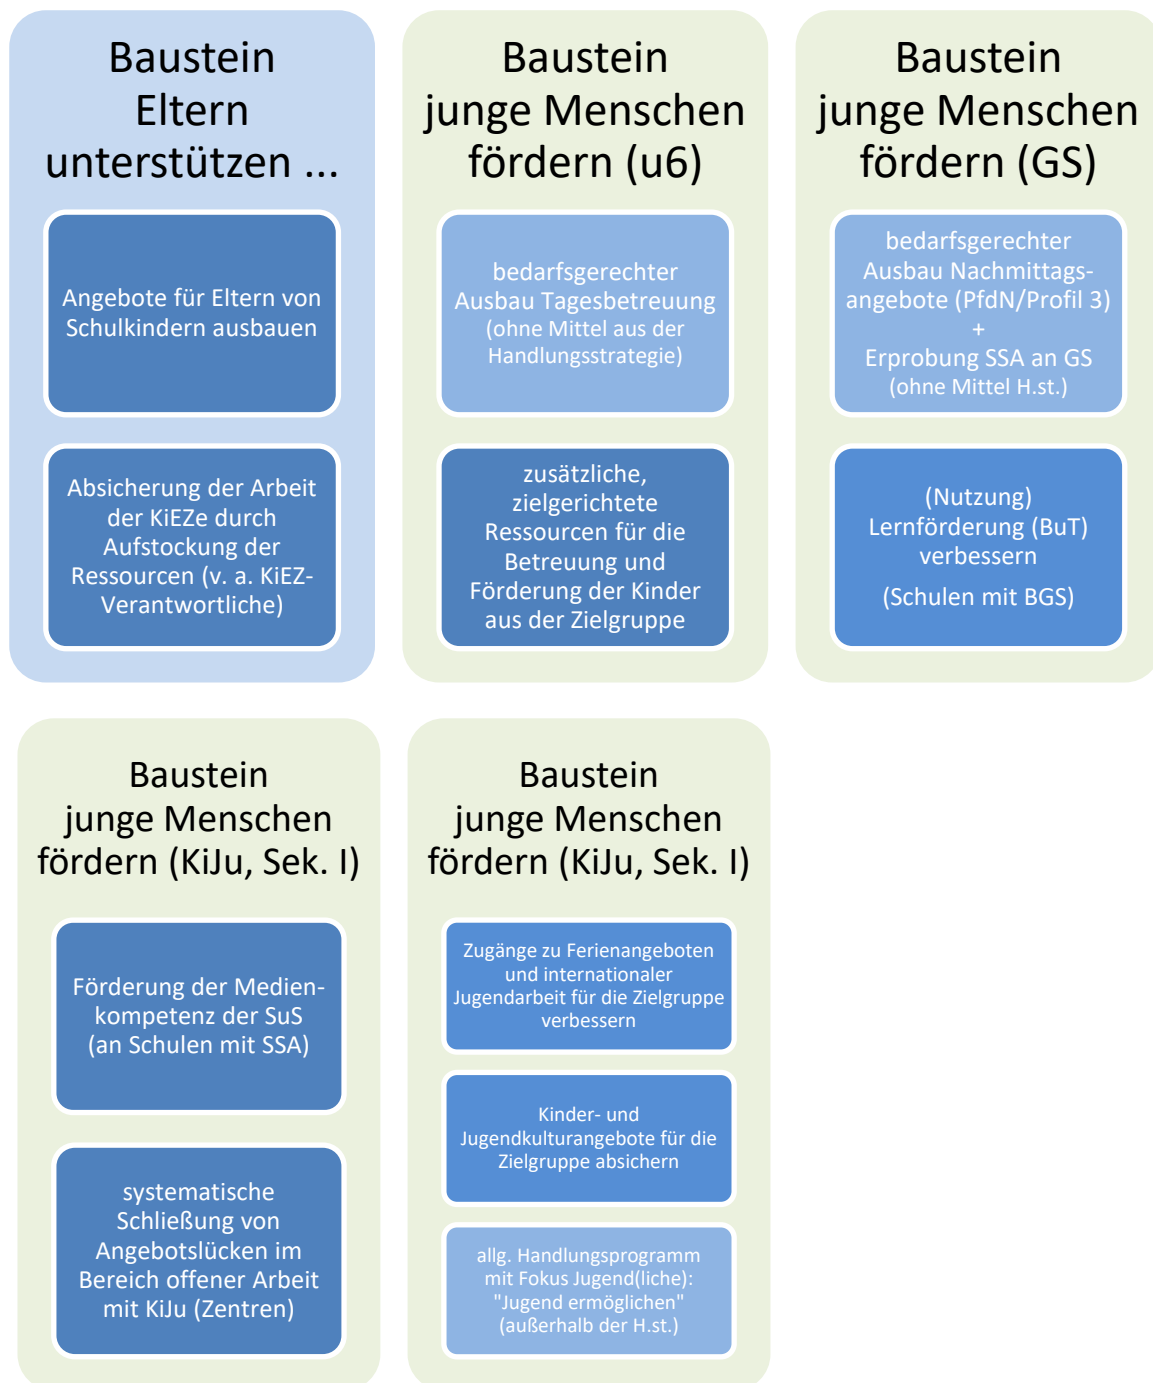 Baustein
Eltern
unterstützen ...
Angebote für Eltern von
Schulkindern ausbauen
Absicherung der Arbeit
der KiEZe durch
Aufstockung der
Ressourcen (v. a. KiEZ-
Verantwortliche)
Baustein
junge Menschen
fördern (u6)
bedarfsgerechter
Ausbau Tagesbetreuung
(ohne Mittel aus der
Handlungsstrategie)
zusätzliche,
zielgerichtete
Ressourcen für die
Betreuung und
Förderung der Kinder
aus der Zielgruppe
Baustein
junge Menschen
fördern (GS)
bedarfsgerechter
Ausbau Nachmittags-
angebote (PfdN/Profil 3)
+
Erprobung SSA an GS
(ohne Mittel H.st.)
(Nutzung)
Lernförderung (BuT)
verbessern
(Schulen mit BGS)
Baustein
junge Menschen
fördern (KiJu, Sek. I)
Förderung der Medien-
kompetenz der SuS
(an Schulen mit SSA)
systematische
Schließung von
Angebotslücken im
Bereich offener Arbeit
mit KiJu (Zentren)
Baustein
junge Menschen
fördern (KiJu, Sek. I)
Zugänge zu Ferienangeboten
und internationaler
Jugendarbeit für die Zielgruppe
verbessern
Kinder- und
Jugendkulturangebote für die
Zielgruppe absichern
allg. Handlungsprogramm
mit Fokus Jugend(liche):
"Jugend ermöglichen"
(außerhalb der H.st.)